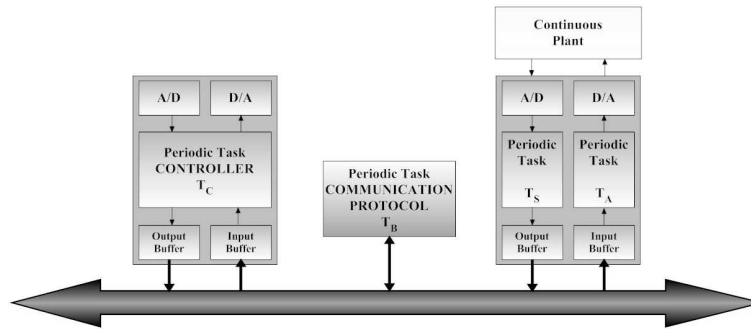 Continuous
Plant
A/D
D/A
Periodic Task
CONTROLLER
T_C
Output
Buffer
Input
Buffer
Periodic Task
COMMUNICATION
PROTOCOL
T_B
A/D
D/A
Periodic
Task
T_S
Periodic
Task
T_A
Output
Buffer
Input
Buffer